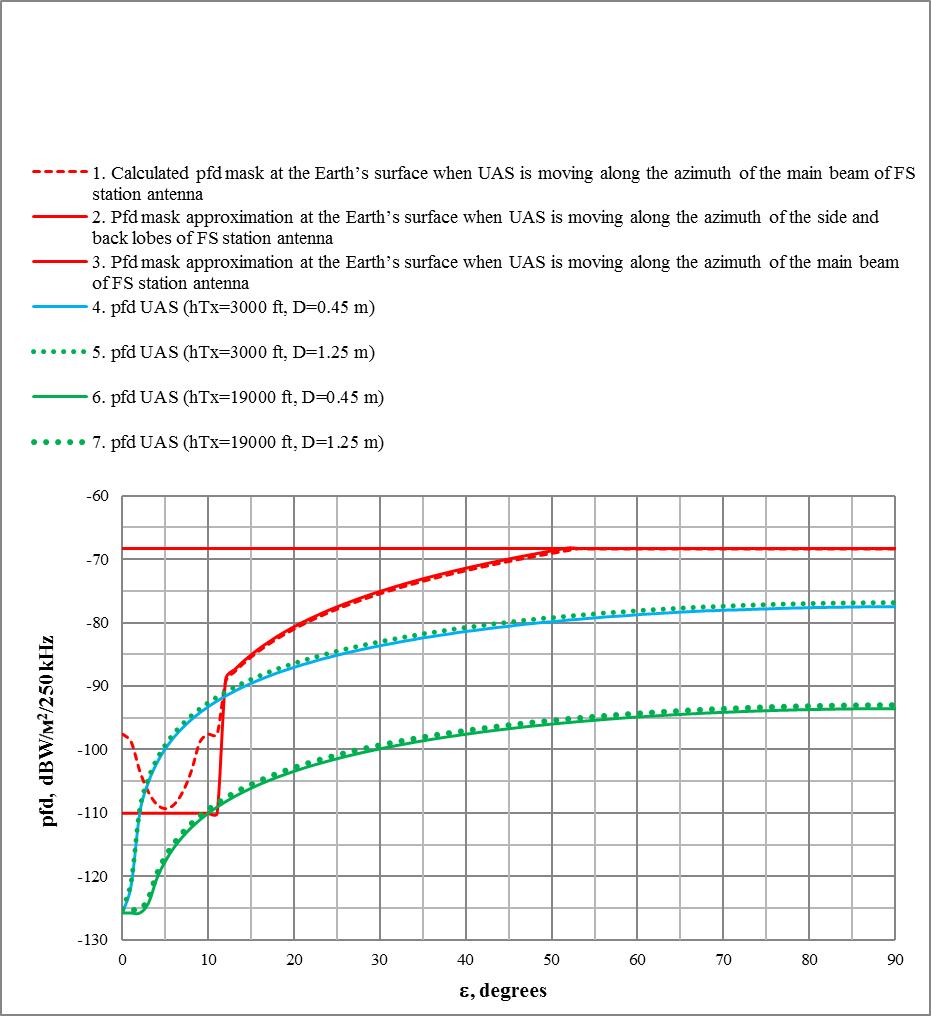 1. Calculated pfd mask at the Earth’s surface when UAS is moving along the azimuth of the main beam of FS
station antenna
2. Pfd mask approximation at the Earth’s surface when UAS is moving along the azimuth of the side and
back lobes of FS station antenna
3. Pfd mask approximation at the Earth’s surface when UAS is moving along the azimuth of the main beam
of FS station antenna
4. pfd UAS (hTx=3000 ft, D=0.45 m)
5. pfd UAS (hTx=3000 ft, D=1.25 m)
6. pfd UAS (hTx=19000 ft, D=0.45 m)
7. pfd UAS (hTx=19000 ft, D=1.25 m)
-60
-70
-80
-90
-100
-110
-120
-130
pfd, dBW/м²/250kHz
0 10 20 30 40 50 60 70 80 90
ε, degrees